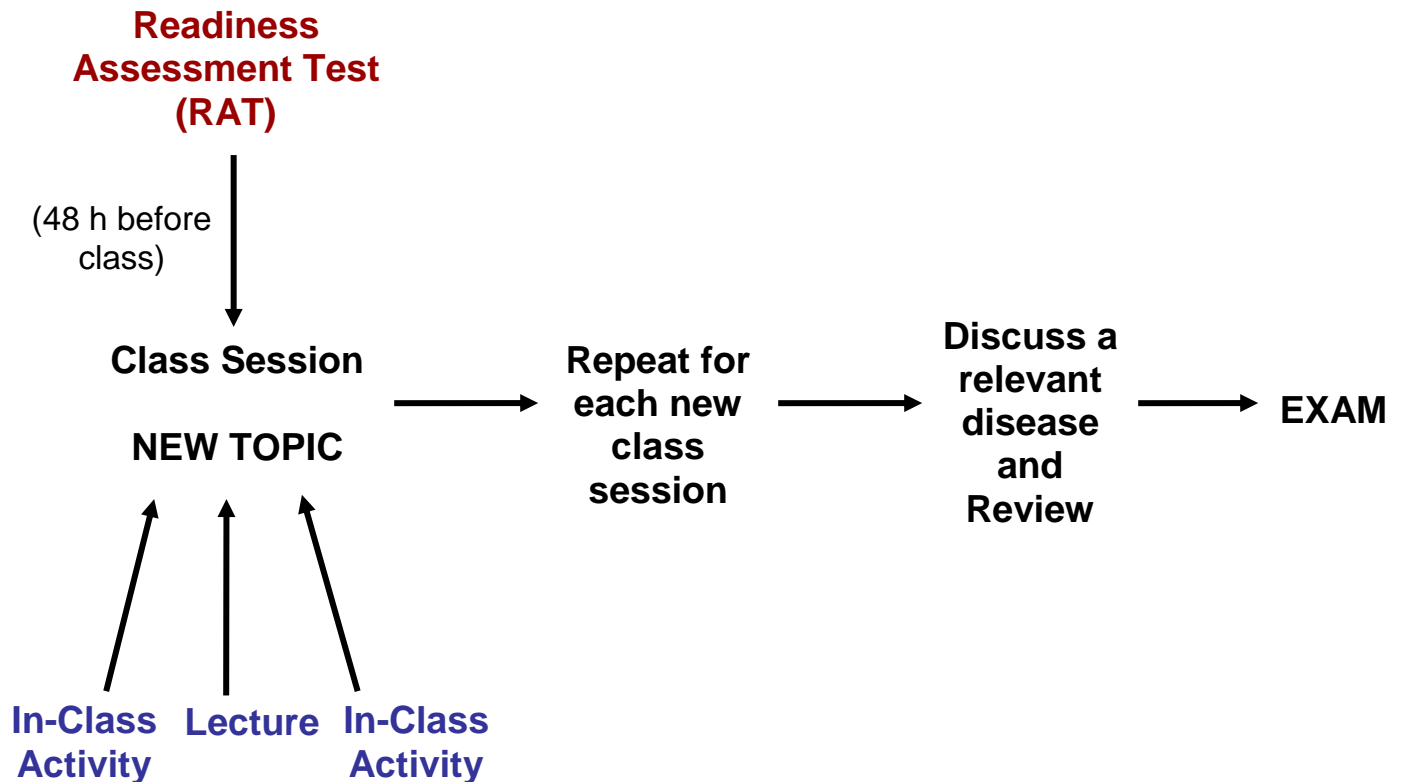 Readiness
Assessment Test
(RAT)
(48 h before
class)
Class Session
NEW TOPIC
Repeat for
each new
class
session
Discuss a
relevant
disease
and
Review
EXAM
In-Class
Activity
Lecture
In-Class
Activity